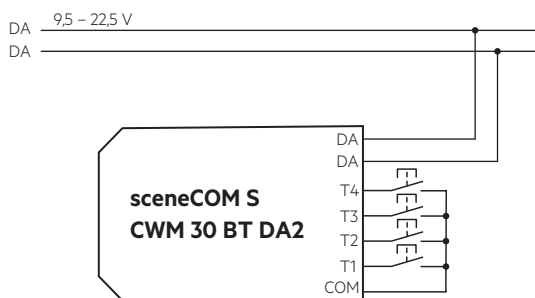 DA 9,5 – 22,5 V
DA
DA
DA
sceneCOM S
CWM 30 BT DA2
T4
T3
T2
T1
COM